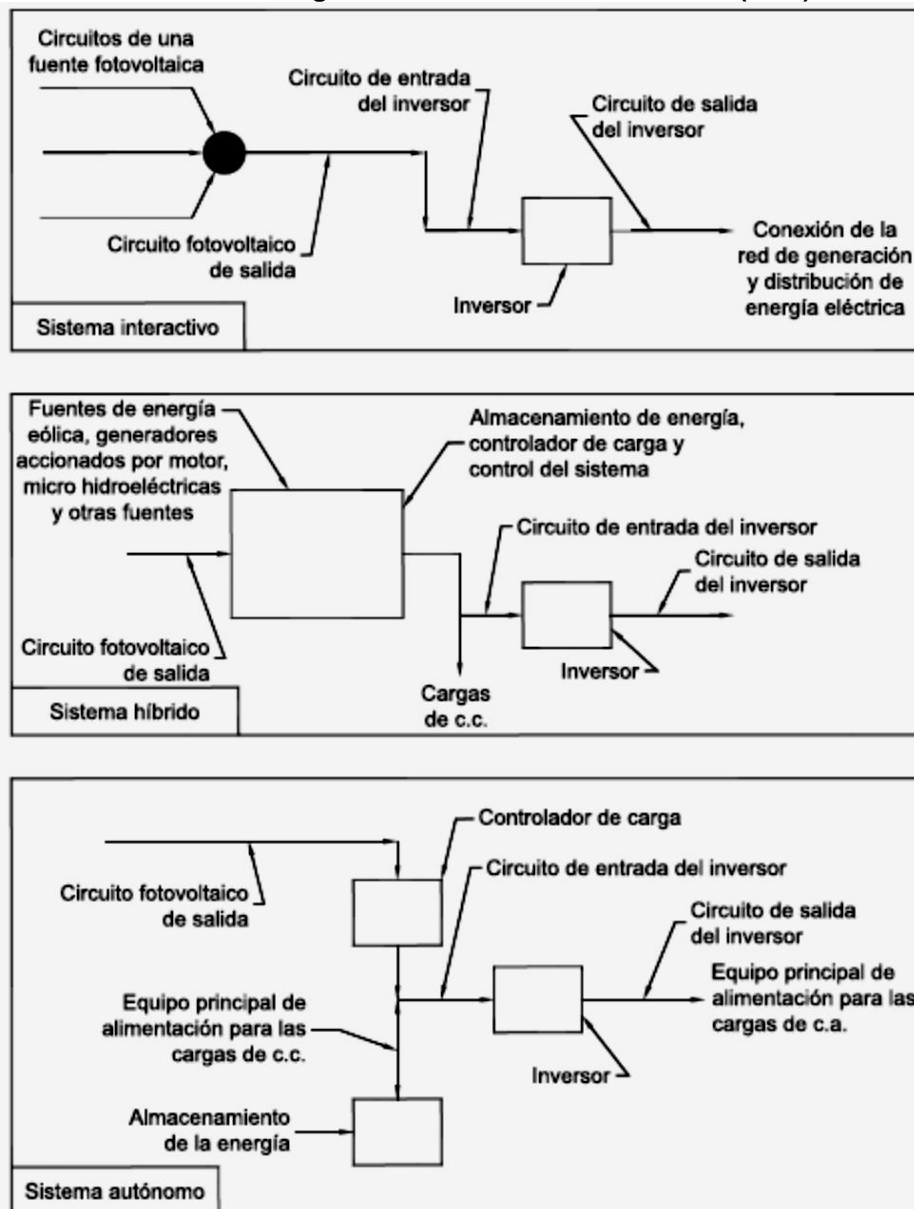 Circuitos de una
fuente fotovoltaica
Circuito de entrada
del inversor
Circuito de salida
del inversor
Circuito fotovoltaico
de salida
Inversor
Conexión de la
red de generación
y distribución de
energía eléctrica
Sistema interactivo
Fuentes de energía
eólica, generadores
accionados por motor,
micro hidroeléctricas
y otras fuentes
Almacenamiento de energía,
controlador de carga y
control del sistema
Circuito de entrada del inversor
Circuito de salida
del inversor
Circuito fotovoltaico
de salida
Inversor
Cargas
de c.c.
Sistema híbrido
Controlador de carga
Circuito fotovoltaico
de salida
Circuito de entrada del inversor
Circuito de salida
del inversor
Equipo principal de
alimentación para las
cargas de c.c.
Equipo principal de
alimentación para las
cargas de c.a.
Inversor
Almacenamiento
de la energía
Sistema autónomo